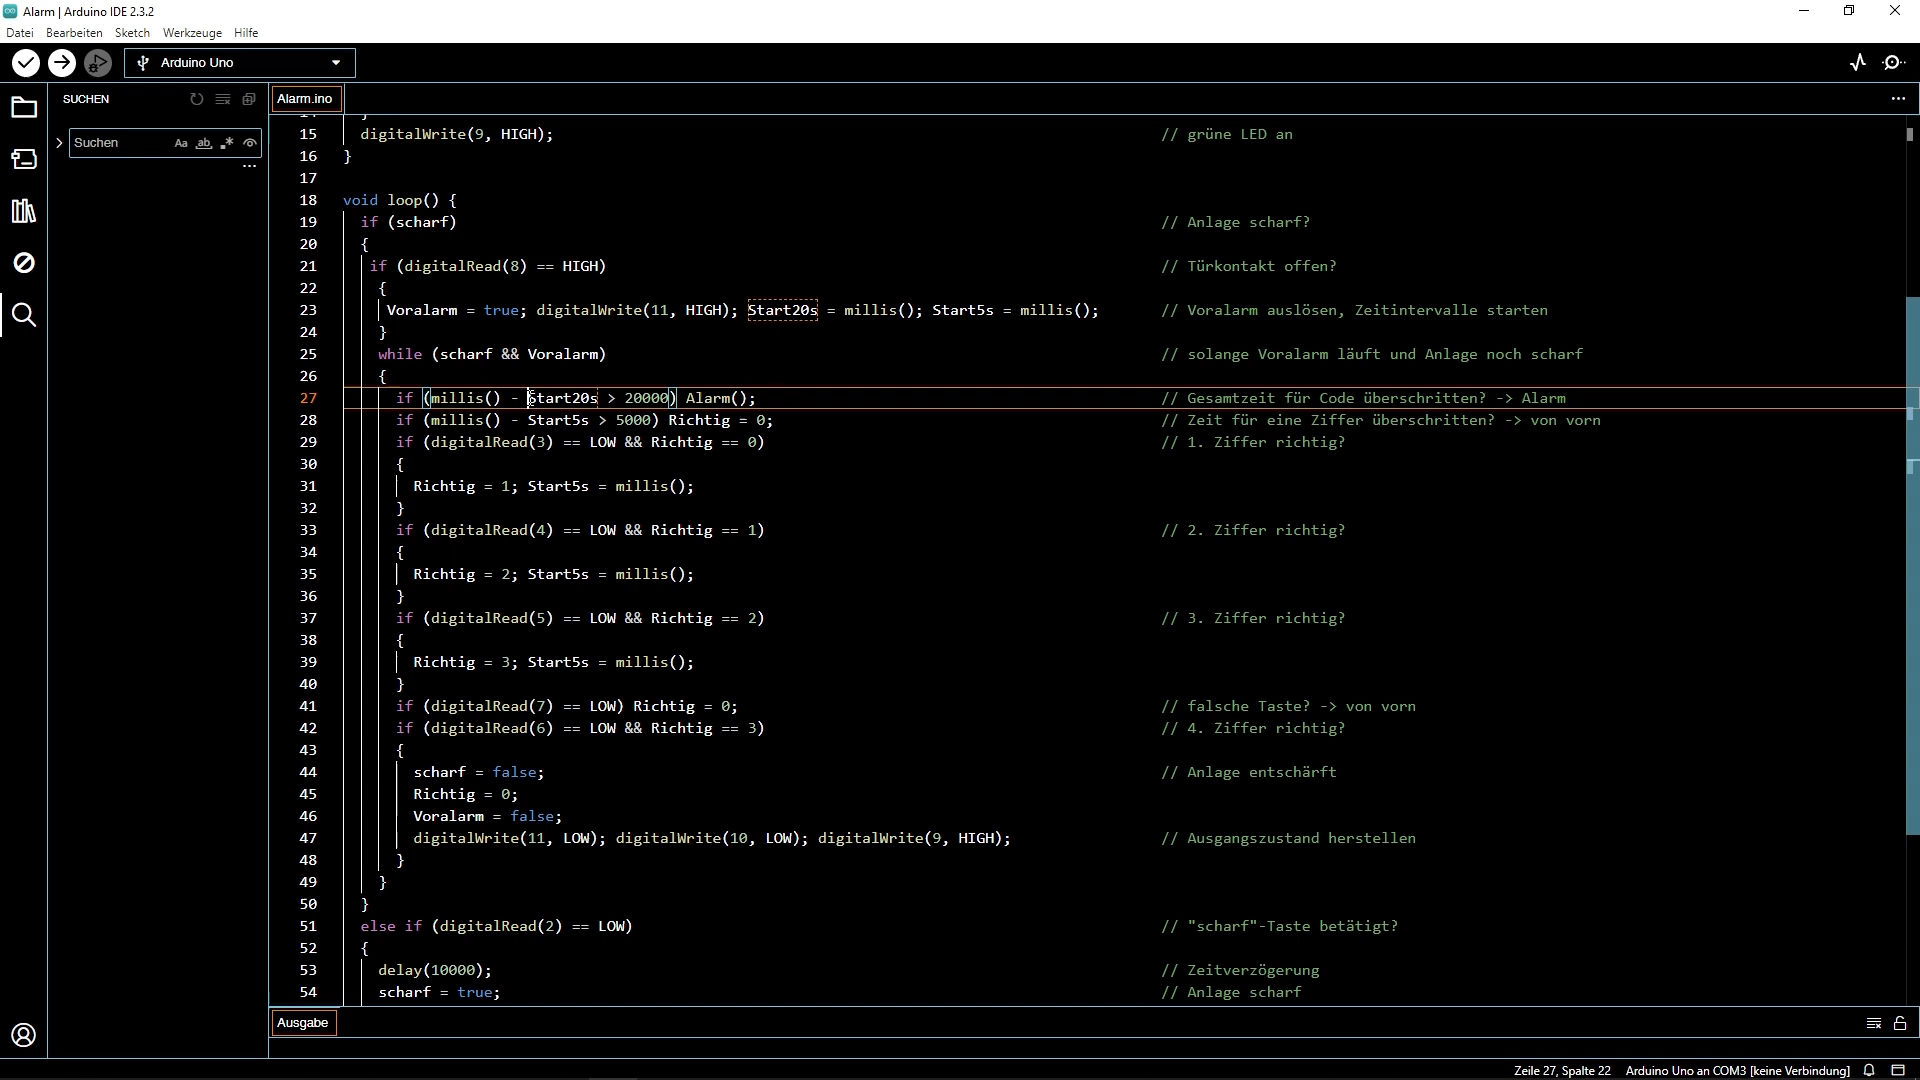 Alarm | Arduino IDE 2.3.2
Datei Bearbeiten Sketch Werkzeuge Hilfe
Arduino Uno
SUCHEN
Alarm.ino
Suchen Aa ab .*
15 digitalWrite(9, HIGH); // grüne LED an
16 }
17
18 void loop() {
19 if (scharf) // Anlage scharf?
20 {
21 if (digitalRead(8) == HIGH) // Türkontakt offen?
22 {
23 Voralarm = true; digitalWrite(11, HIGH); Start20s = millis(); Start5s = millis(); // Voralarm auslösen, Zeitintervalle starten
24 }
25 while (scharf && Voralarm) // solange Voralarm läuft und Anlage noch scharf
26 {
27 if (millis() - Start20s > 20000) Alarm(); // Gesamtzeit für Code überschritten? -> Alarm
28 if (millis() - Start5s > 5000) Richtig = 0; // Zeit für eine Ziffer überschritten? -> von vorn
29 if (digitalRead(3) == LOW && Richtig == 0) // 1. Ziffer richtig?
30 {
31 Richtig = 1; Start5s = millis();
32 }
33 if (digitalRead(4) == LOW && Richtig == 1) // 2. Ziffer richtig?
34 {
35 Richtig = 2; Start5s = millis();
36 }
37 if (digitalRead(5) == LOW && Richtig == 2) // 3. Ziffer richtig?
38 {
39 Richtig = 3; Start5s = millis();
40 }
41 if (digitalRead(7) == LOW) Richtig = 0; // falsche Taste? -> von vorn
42 if (digitalRead(6) == LOW && Richtig == 3) // 4. Ziffer richtig?
43 {
44 scharf = false; // Anlage entschärft
45 Richtig = 0;
46 Voralarm = false;
47 digitalWrite(11, LOW); digitalWrite(10, LOW); digitalWrite(9, HIGH); // Ausgangszustand herstellen
48 }
49 }
50 }
51 else if (digitalRead(2) == LOW) // "scharf"-Taste betätigt?
52 {
53 delay(10000); // Zeitverzögerung
54 scharf = true; // Anlage scharf
Ausgabe
Zeile 27, Spalte 22 Arduino Uno an COM3 [keine Verbindung]